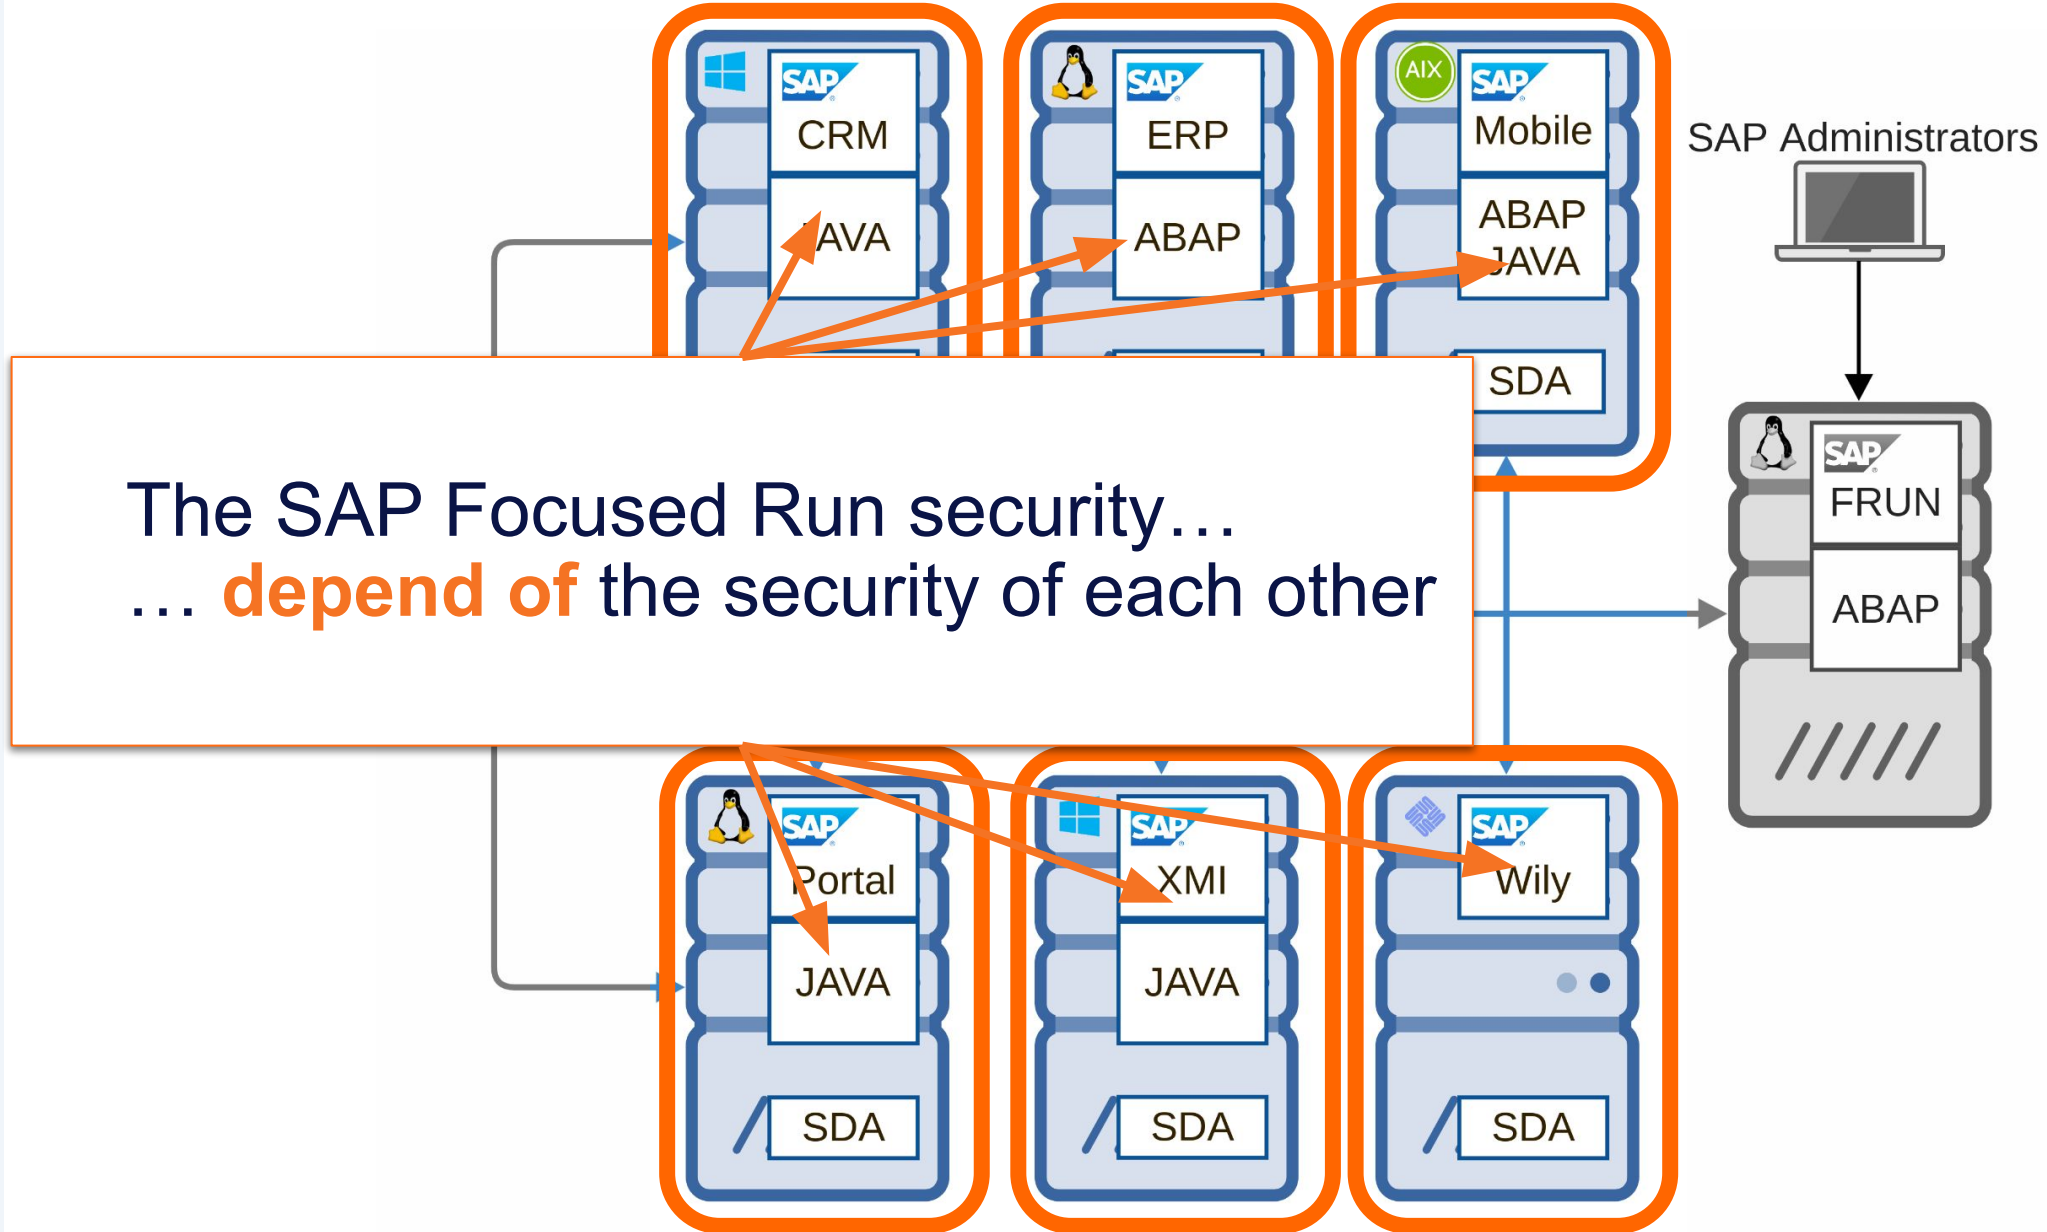 SAP
CRM
JAVA
SAP
ERP
ABAP
AIX
SAP
Mobile
ABAP
JAVA
SDA
SAP Administrators
SAP
FRUN
ABAP
The SAP Focused Run security…
… depend of the security of each other
SAP
Portal
JAVA
SDA
SAP
XMI
JAVA
SDA
SAP
Wily
SDA